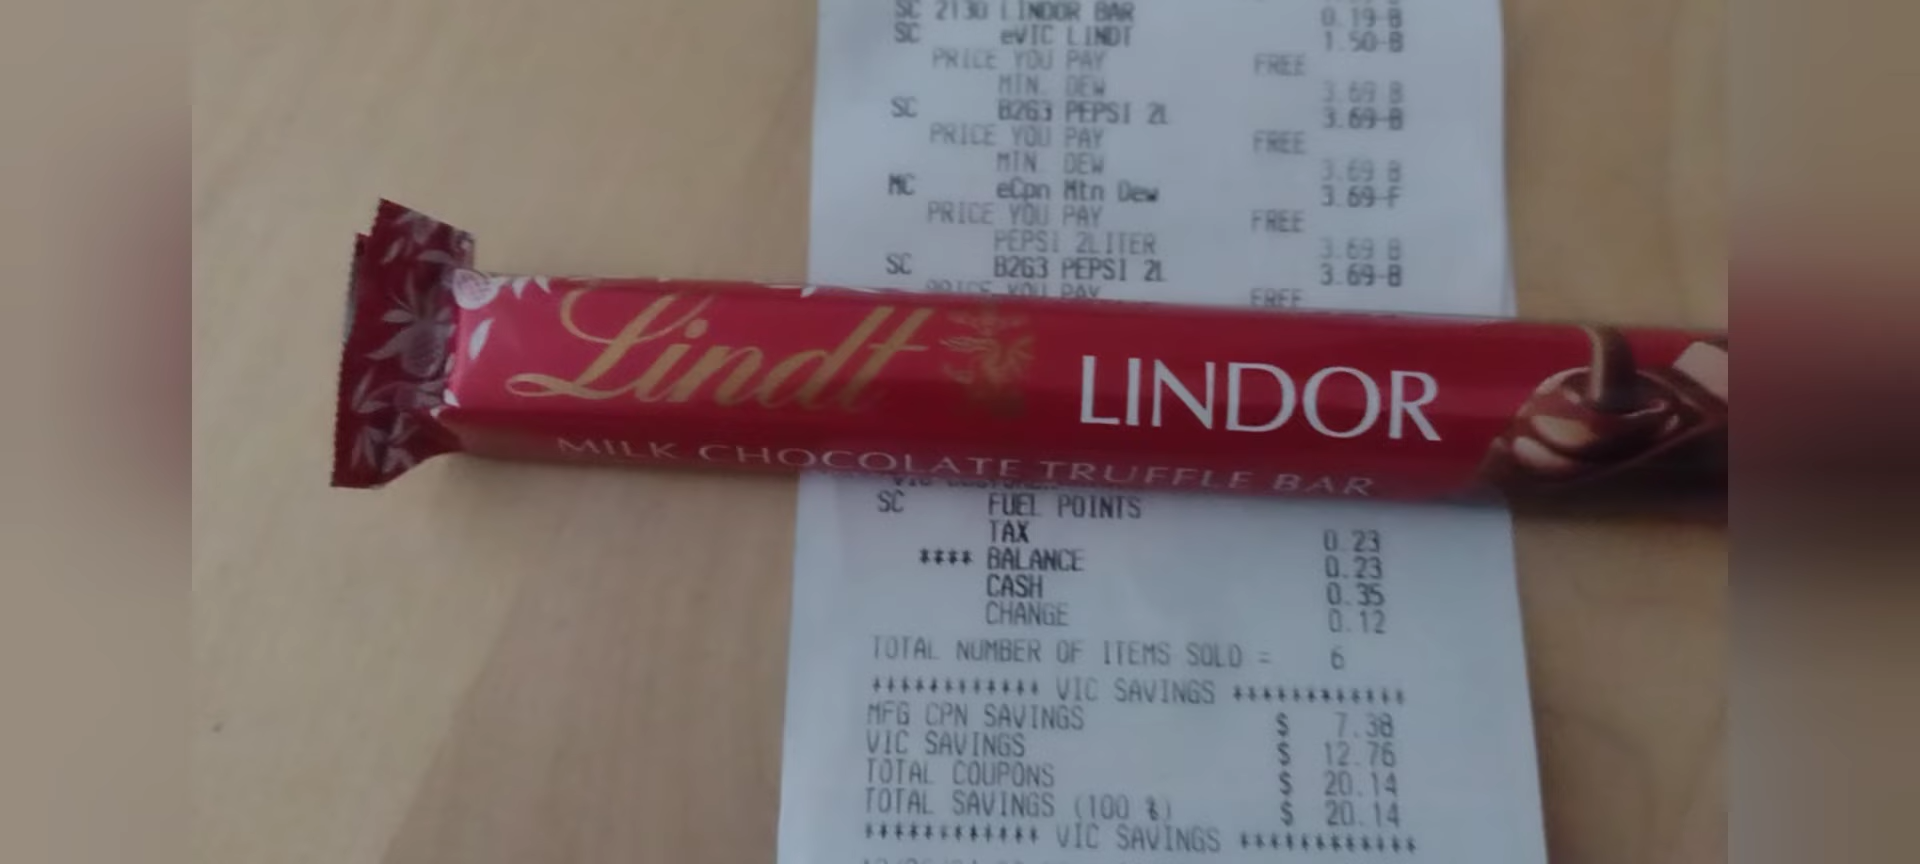 SC 2130 LINDOR BAR 0.19-B
SC eVIC LINDT 1.50-B
PRICE YOU PAY FREE
MTN. DEW 3.69 B
SC B2G3 PEPSI 2L 3.69-B
PRICE YOU PAY FREE
MTN. DEW 3.69 B
MC eCpn Mtn Dew 3.69-F
PRICE YOU PAY FREE
PEPSI 2LITER 3.69 B
SC B2G3 PEPSI 2L 3.69-B
PRICE YOU PAY FREE
Lindt LINDOR
MILK CHOCOLATE TRUFFLE BAR
SC FUEL POINTS
TAX 0.23
**** BALANCE 0.23
CASH 0.35
CHANGE 0.12
TOTAL NUMBER OF ITEMS SOLD = 6
************ VIC SAVINGS ************
MFG CPN SAVINGS $ 7.38
VIC SAVINGS $ 12.76
TOTAL COUPONS $ 20.14
TOTAL SAVINGS (100 %) $ 20.14
************ VIC SAVINGS ************